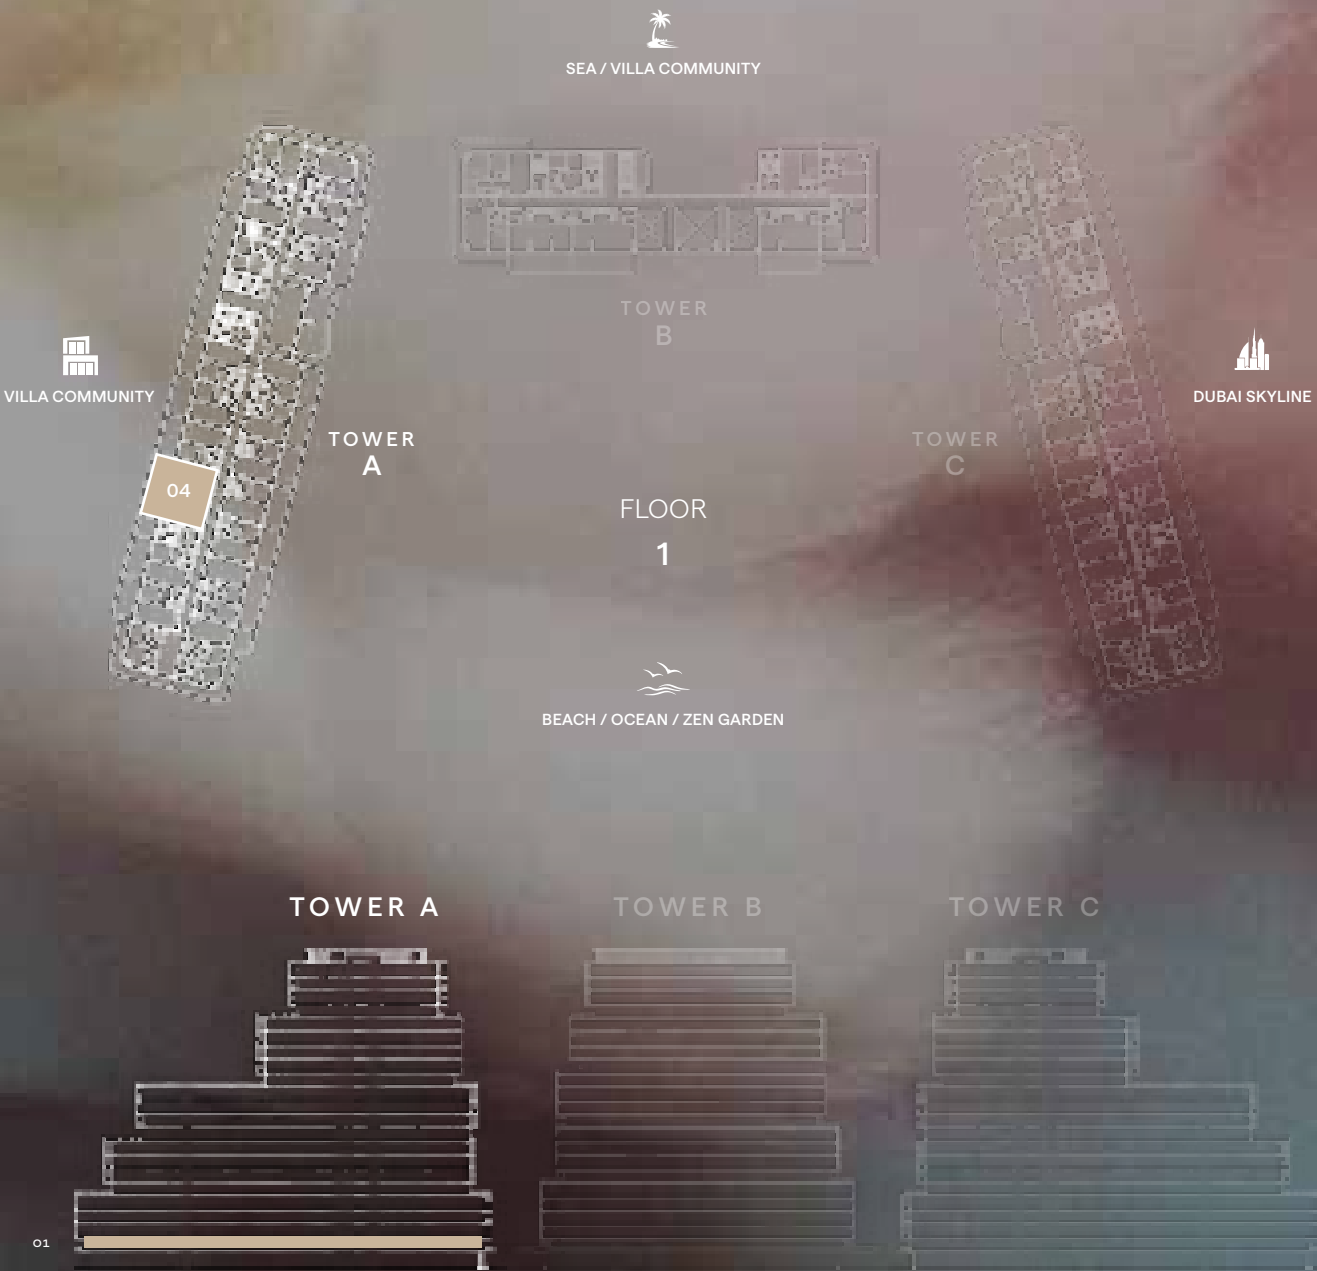 SEA / VILLA COMMUNITY
TOWER
B
VILLA COMMUNITY
DUBAI SKYLINE
TOWER
A
TOWER
C
04
FLOOR
1
BEACH / OCEAN / ZEN GARDEN
TOWER A
TOWER B
TOWER C
01